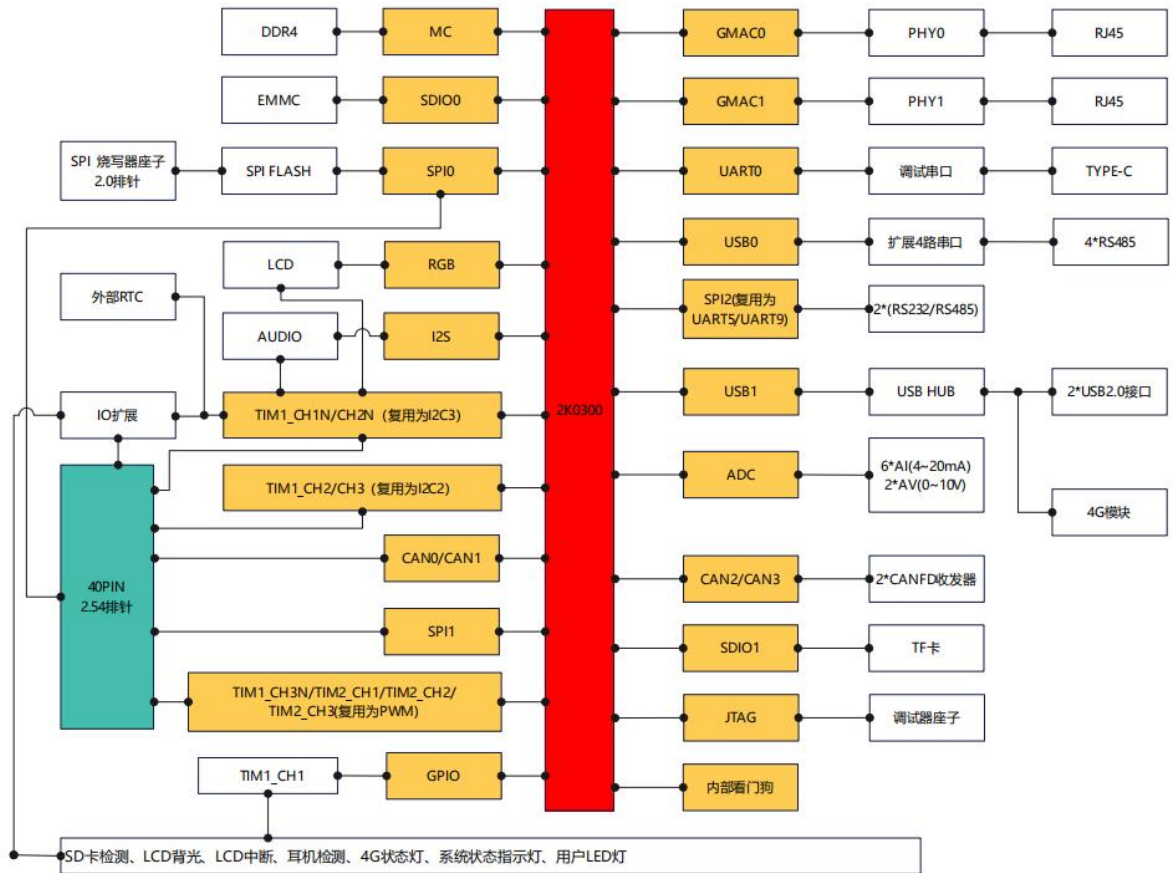 DDR4
MC
GMAC0
PHY0
RJ45
EMMC
SDIO0
GMAC1
PHY1
RJ45
SPI 烧写器座子
2.0排针
SPI FLASH
SPI0
UART0
调试串口
TYPE-C
USB0
扩展4路串口
4*RS485
LCD
RGB
外部RTC
SPI2(复用为
UART5/UART9)
2*(RS232/RS485)
AUDIO
I2S
IO扩展
TIM1_CH1N/CH2N（复用为I2C3）
2K0300
USB1
USB HUB
2*USB2.0接口
TIM1_CH2/CH3（复用为I2C2）
ADC
6*AI(4~20mA)
2*AV(0~10V)
4G模块
40PIN
2.54排针
CAN0/CAN1
CAN2/CAN3
2*CANFD收发器
SPI1
SDIO1
TF卡
TIM1_CH3N/TIM2_CH1/TIM2_CH2/
TIM2_CH3(复用为PWM)
JTAG
调试器座子
TIM1_CH1
GPIO
内部看门狗
SD卡检测、LCD背光、LCD中断、耳机检测、4G状态灯、系统状态指示灯、用户LED灯